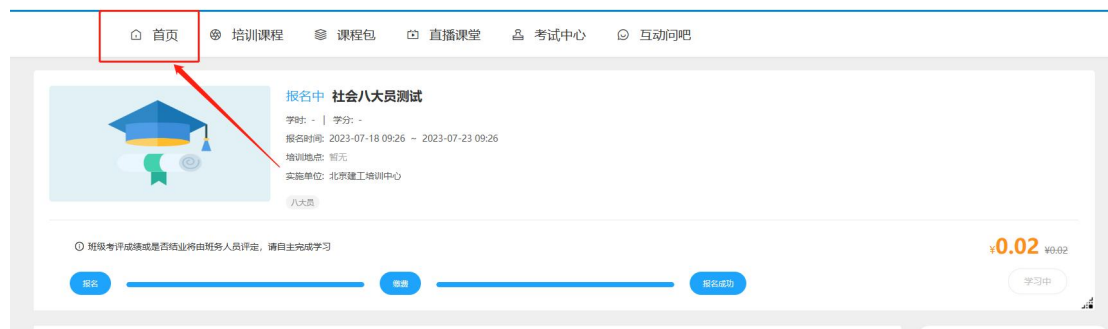 首页 培训课程 课程包 直播课堂 考试中心 互动问吧
报名中 社会八大员测试
学时: - | 学分: -
报名时间: 2023-07-18 09:26 ~ 2023-07-23 09:26
培训地点: 暂无
实施单位: 北京建工培训中心
八大员
班级考评成绩或是否结业将由班务人员评定，请自主完成学习
¥0.02 ¥0.02
报名 缴费 报名成功 学习中